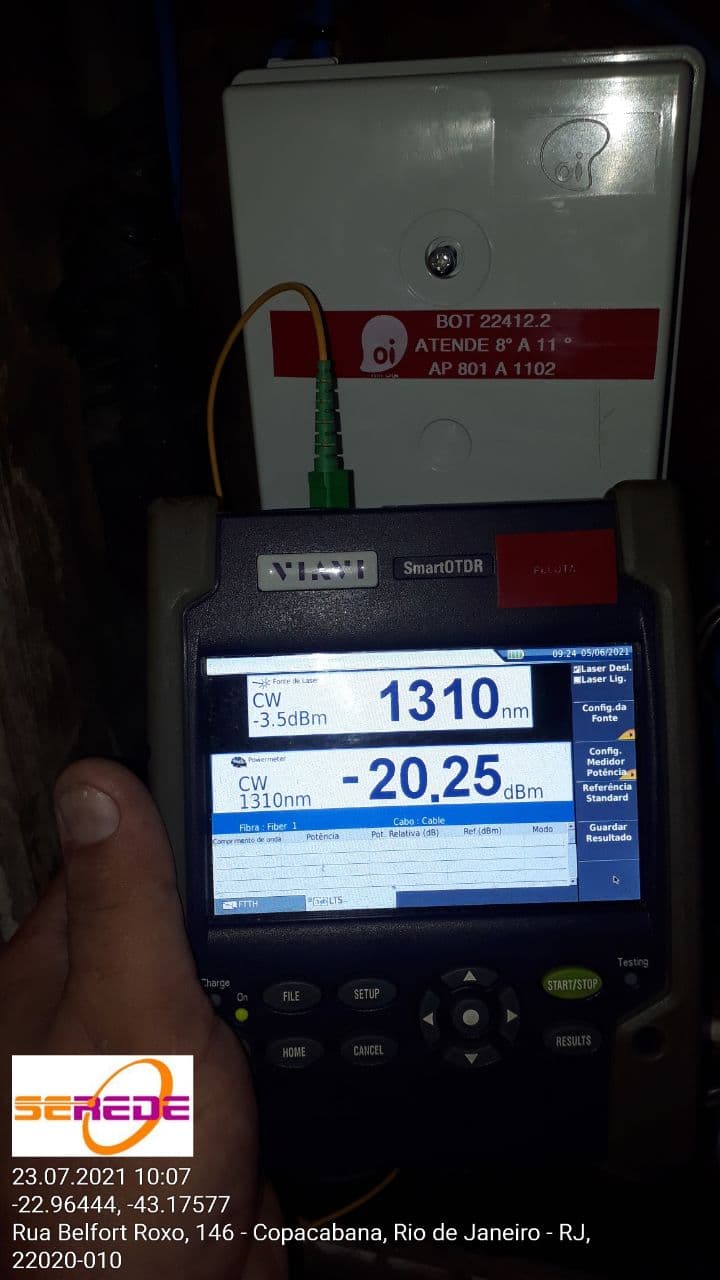 oi
oi
BOT 22412.2
ATENDE 8° A 11°
AP 801 A 1102
VIAVI
SmartOTDR
09:24 05/06/2021
Fonte de Laser
CW
-3.5dBm
1310nm
Laser Desl.
Laser Lig.
Config.da
Fonte
Powermeter
CW
1310nm
-20.25dBm
Config.
Medidor
Potência
Referência
Standard
Fibra : Fiber 1
Cabo : Cable
Comprimento de onda
Potência
Pot. Relativa (dB)
Ref.(dBm)
Modo
Guardar
Resultado
FTTH
LTS
Charge
On
FILE
SETUP
HOME
CANCEL
START/STOP
Testing
RESULTS
SEREDE
23.07.2021 10:07
-22.96444, -43.17577
Rua Belfort Roxo, 146 - Copacabana, Rio de Janeiro - RJ,
22020-010